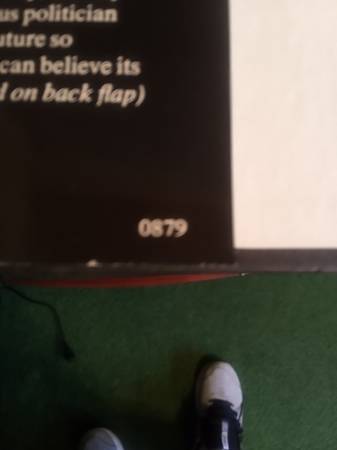 us politician
uture so
can believe its
d on back flap)
0879